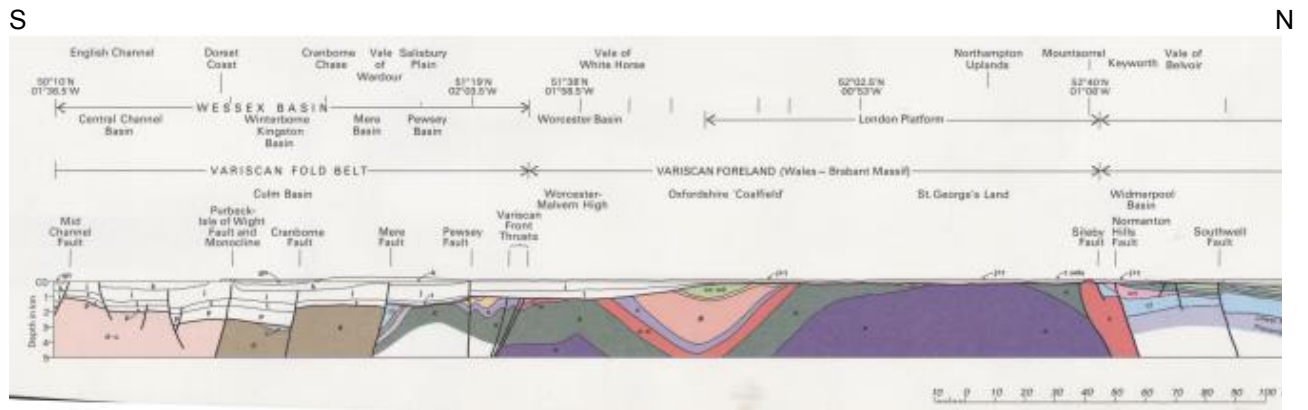 S
N
English Channel
Dorset
Coast
Cranborne
Chase
Vale
of
Wardour
Salisbury
Plain
Vale of
White Horse
Northampton
Uplands
Mountsorrel
Keyworth
Vale of
Belvoir
50°10'N
01°36.5'W
51°19'N
02°03.5'W
51°38'N
01°58.5'W
52°02.5'N
00°53'W
52°40'N
01°08'W
WESSEX BASIN
Central Channel
Basin
Winterborne
Kingston
Basin
Mere
Basin
Pewsey
Basin
Worcester Basin
London Platform
VARISCAN FOLD BELT
VARISCAN FORELAND (Wales – Brabant Massif)
Culm Basin
Worcester-
Malvern High
Oxfordshire 'Coalfield'
St. George's Land
Widmerpool
Basin
Mid
Channel
Fault
Purbeck-
Isle of Wight
Fault and
Monocline
Cranborne
Fault
Mere
Fault
Pewsey
Fault
Variscan
Front
Thrusts
Sileby
Fault
Normanton
Hills
Fault
Southwell
Fault
Depth in km
1
2
3
4
5
10 0 10 20 30 40 50 60 70 80 90 100